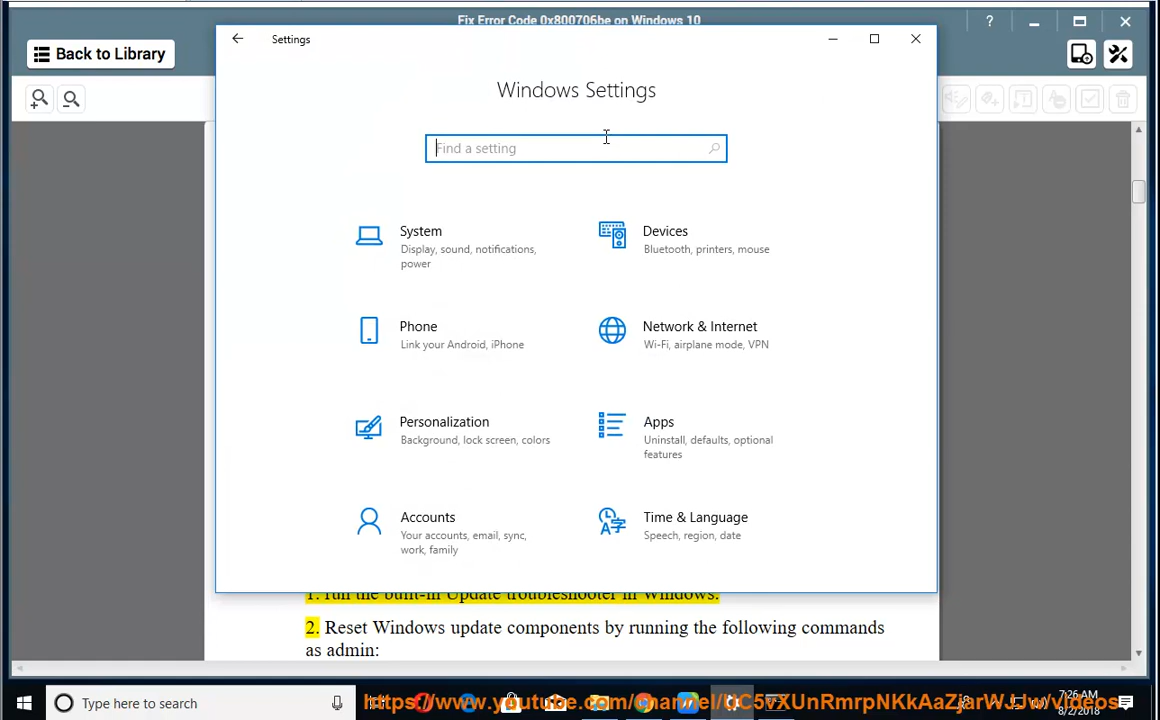 Fix Error Code 0x800706be on Windows 10
Back to Library
Settings
Windows Settings
Find a setting
System
Display, sound, notifications,
power
Devices
Bluetooth, printers, mouse
Phone
Link your Android, iPhone
Network & Internet
Wi-Fi, airplane mode, VPN
Personalization
Background, lock screen, colors
Apps
Uninstall, defaults, optional
features
Accounts
Your accounts, email, sync,
work, family
Time & Language
Speech, region, date
1. run the built-in Update troubleshooter in Windows.
2. Reset Windows update components by running the following commands
as admin:
Type here to search
7:26 AM
8/2/2018